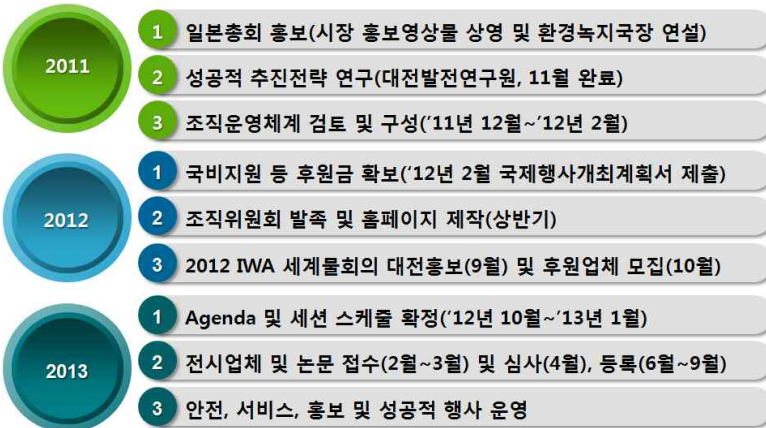 2011
1 일본총회 홍보(시장 홍보영상물 상영 및 환경녹지국장 연설)
2 성공적 추진전략 연구(대전발전연구원, 11월 완료)
3 조직운영체계 검토 및 구성(’11년 12월~’12년 2월)
2012
1 국비지원 등 후원금 확보(‘12년 2월 국제행사개최계획서 제출)
2 조직위원회 발족 및 홈페이지 제작(상반기)
3 2012 IWA 세계물회의 대전홍보(9월) 및 후원업체 모집(10월)
2013
1 Agenda 및 세션 스케줄 확정(’12년 10월~’13년 1월)
2 전시업체 및 논문 접수(2월~3월) 및 심사(4월), 등록(6월~9월)
3 안전, 서비스, 홍보 및 성공적 행사 운영